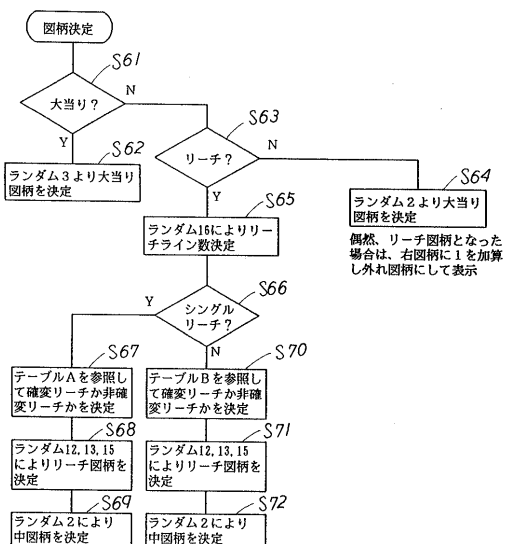 図柄決定
S61
大当り?
N
Y
S62
ランダム3より大当り
図柄を決定
S63
リーチ?
N
Y
S64
ランダム2より大当り
図柄を決定
偶然、リーチ図柄となった
場合は、右図柄に1を加算
し外れ図柄にして表示
S65
ランダム16によりリー
チライン数決定
S66
シングル
リーチ?
Y
N
S67
テーブルAを参照し
て確変リーチか非確
変リーチかを決定
S70
テーブルBを参照し
て確変リーチか非確
変リーチかを決定
S68
ランダム12,13,15
によりリーチ図柄を
決定
S71
ランダム12,13,15
によりリーチ図柄を
決定
S69
ランダム2により
中図柄を決定
S72
ランダム2により
中図柄を決定